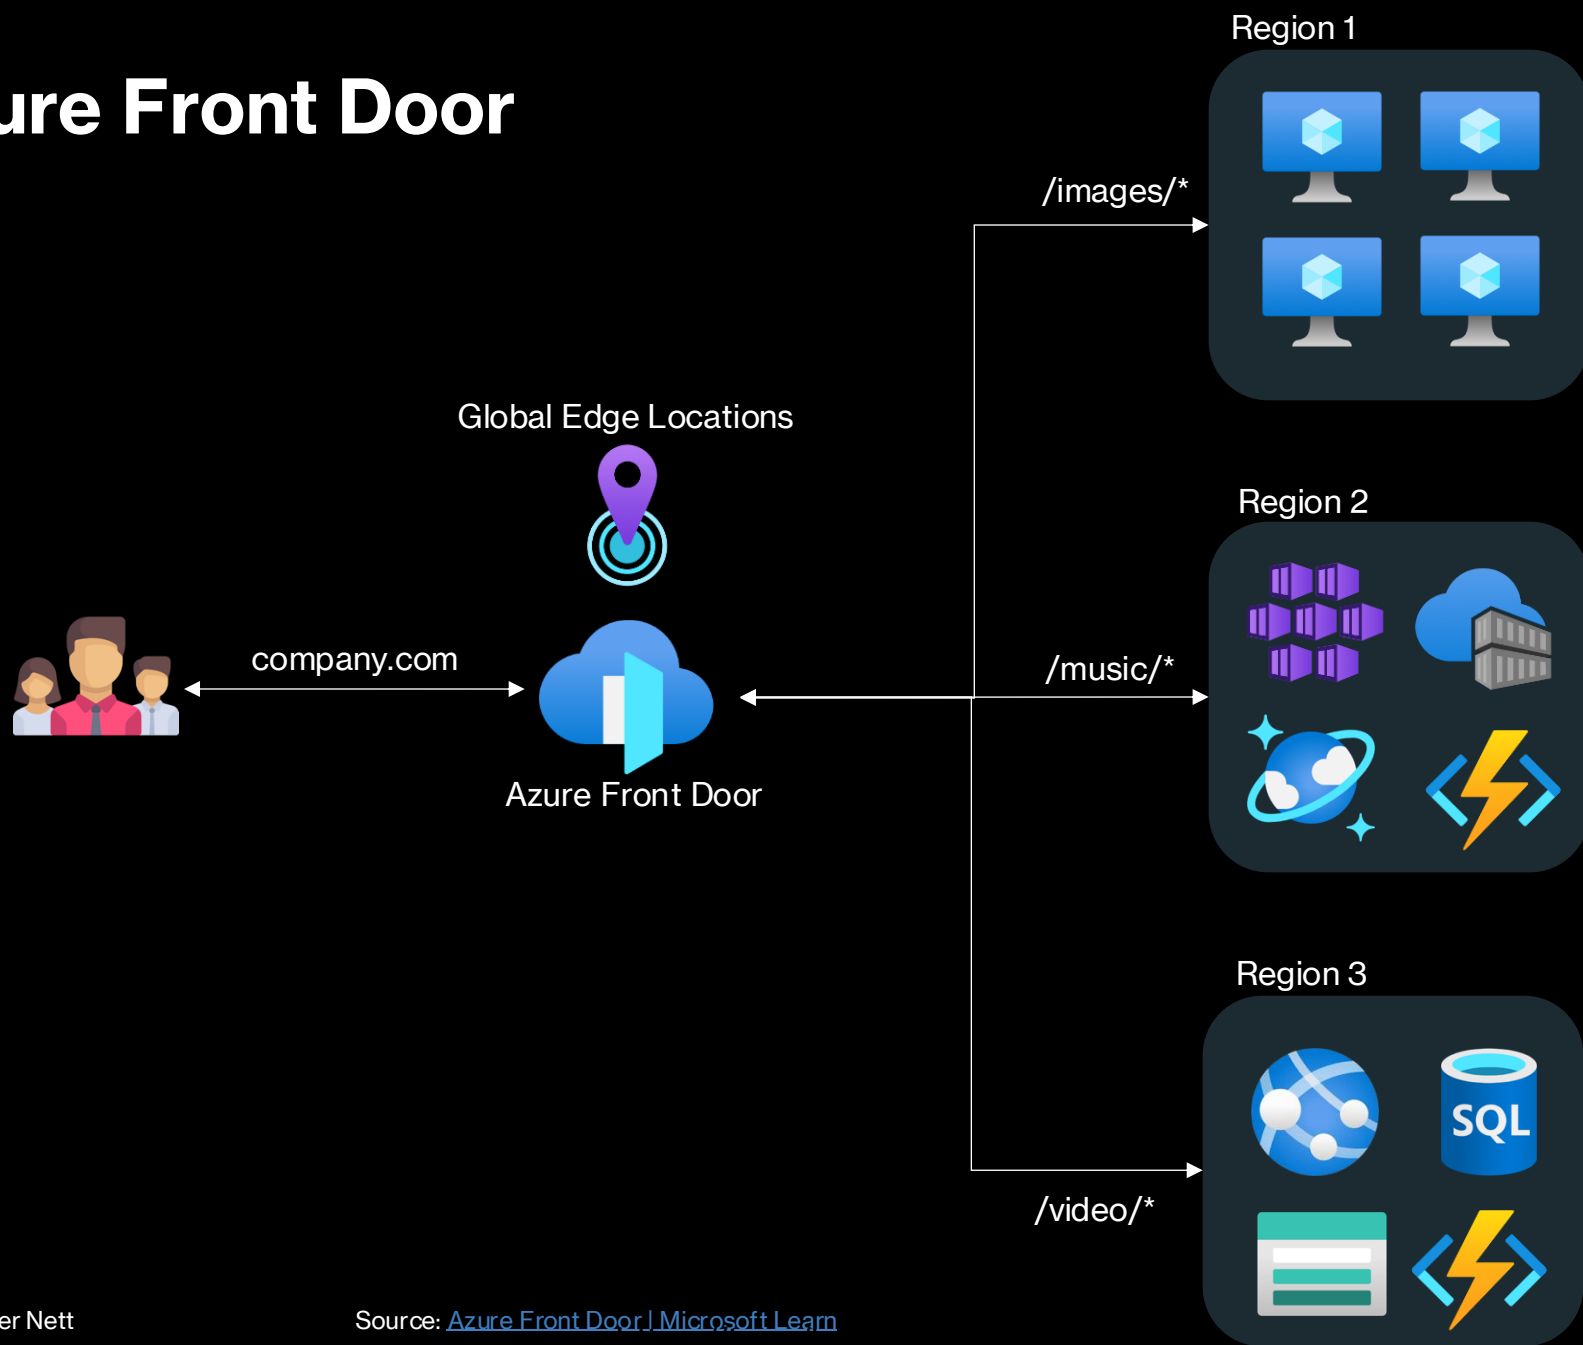 ure Front Door
Region 1
/images/*
Global Edge Locations
Region 2
company.com
/music/*
Azure Front Door
Region 3
SQL
/video/*
er Nett
Source: Azure Front Door | Microsoft Learn